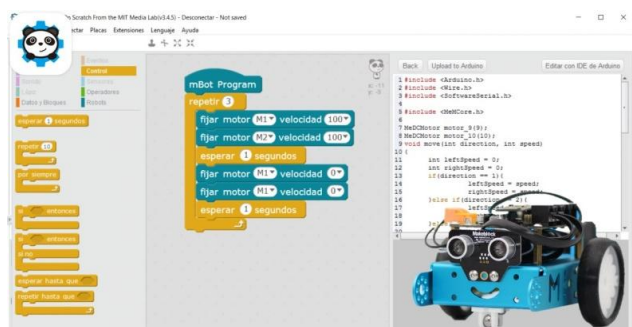 n Scratch From the MIT Media Lab(v3.4.5) - Desconectar - Not saved
ectar Placas Extensiones Lenguaje Ayuda
Eventos
Control
Sensores
Operadores
Datos y Bloques
Robots
esperar 1 segundos
repetir 10
por siempre
si entonces
si entonces
si no
esperar hasta que
repetir hasta que
mBot Program
repetir 3
fijar motor M1 velocidad 100
fijar motor M2 velocidad 100
esperar 1 segundos
fijar motor M1 velocidad 0
fijar motor M1 velocidad 0
esperar 1 segundos
Back Upload to Arduino Editar con IDE de Arduino
1 #include <Arduino.h>
2 #include <Wire.h>
3 #include <SoftwareSerial.h>
4
5 #include <MeMCore.h>
6
7 MeDCMotor motor_9(9);
8 MeDCMotor motor_10(10);
9 void move(int direction, int speed)
10 {
11 int leftSpeed = 0;
12 int rightSpeed = 0;
13 if(direction == 1){
14 leftSpeed = speed;
15 rightSpeed = speed;
16 }else if(direction == 2){
17 leftSpeed
18
19 }else
Makeblock